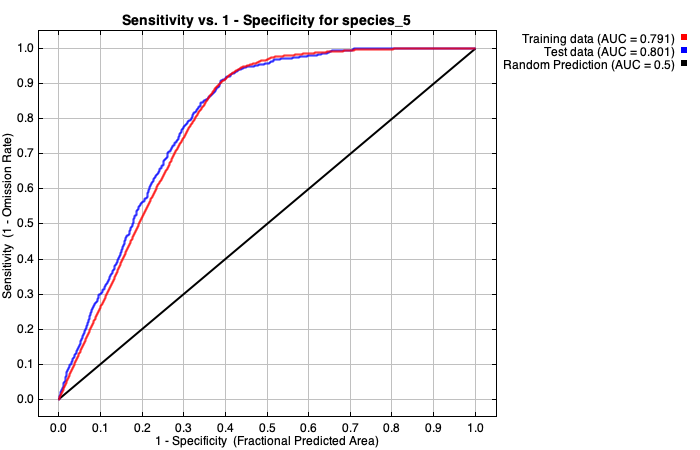 Sensitivity vs. 1 - Specificity for species_5
Training data (AUC = 0.791)
Test data (AUC = 0.801)
Random Prediction (AUC = 0.5)
Sensitivity (1 - Omission Rate)
1.0
0.9
0.8
0.7
0.6
0.5
0.4
0.3
0.2
0.1
0.0
0.0 0.1 0.2 0.3 0.4 0.5 0.6 0.7 0.8 0.9 1.0
1 - Specificity (Fractional Predicted Area)